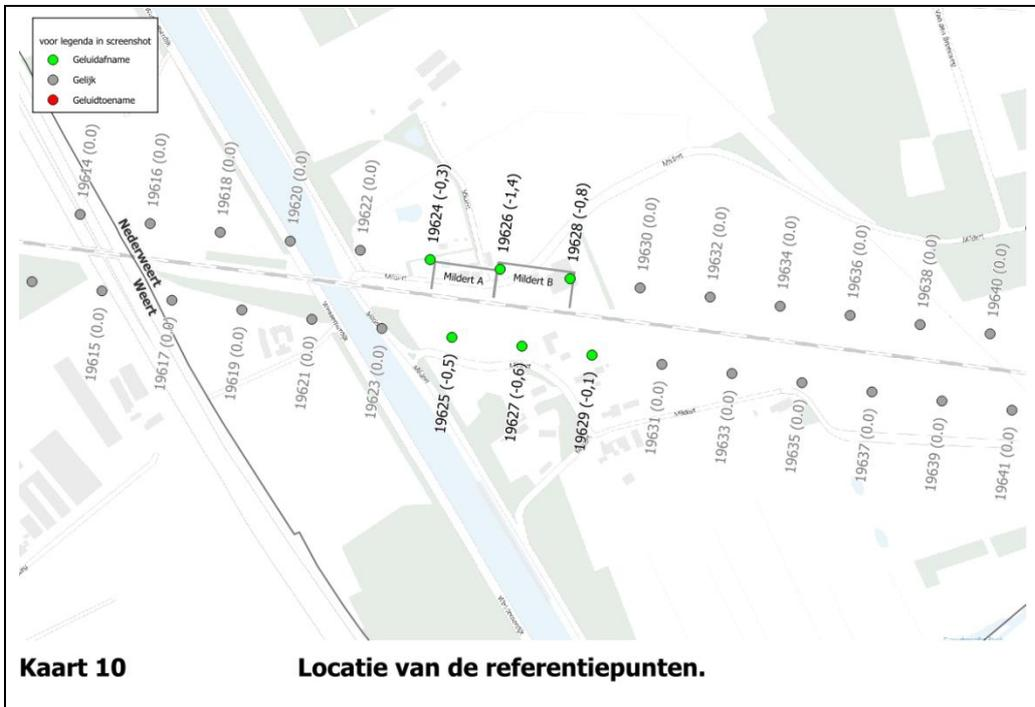 voor legenda in screenshot
Geluidafname
Gelijk
Geluidtoename
19614 (0.0)
19616 (0.0)
19618 (0.0)
19620 (0.0)
19622 (0.0)
19624 (-0,3)
19626 (-1,4)
19628 (-0,8)
19630 (0.0)
19632 (0.0)
19634 (0.0)
19636 (0.0)
19638 (0.0)
19640 (0.0)
Mildert
Mildert
Nederweert
Weert
Mildert A
Mildert B
19615 (0.0)
19617 (0.0)
19619 (0.0)
19621 (0.0)
19623 (0.0)
19625 (-0,5)
19627 (-0,6)
19629 (-0,1)
19631 (0.0)
19633 (0.0)
19635 (0.0)
19637 (0.0)
19639 (0.0)
19641 (0.0)
Mildert
Kaart 10
Locatie van de referentiepunten.